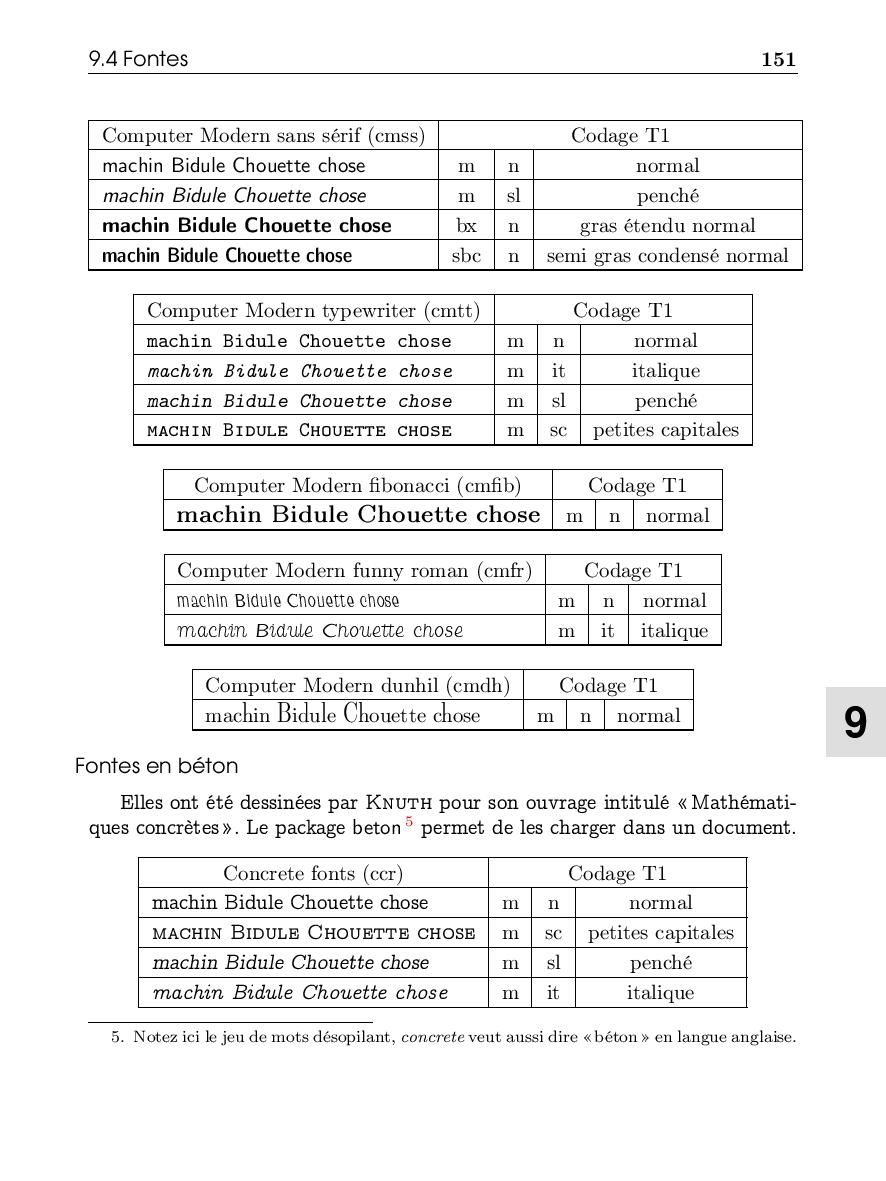 9.4 Fontes 151
Computer Modern sans sérif (cmss) Codage T1
machin Bidule Chouette chose m n normal
machin Bidule Chouette chose m sl penché
machin Bidule Chouette chose bx n gras étendu normal
machin Bidule Chouette chose sbc n semi gras condensé normal
Computer Modern typewriter (cmtt) Codage T1
machin Bidule Chouette chose m n normal
machin Bidule Chouette chose m it italique
machin Bidule Chouette chose m sl penché
MACHIN BIDULE CHOUETTE CHOSE m sc petites capitales
Computer Modern fibonacci (cmfib) Codage T1
machin Bidule Chouette chose m n normal
Computer Modern funny roman (cmfr) Codage T1
machin Bidule Chouette chose m n normal
machin Bidule Chouette chose m it italique
Computer Modern dunhil (cmdh) Codage T1
machin Bidule Chouette chose m n normal
9
Fontes en béton
Elles ont été dessinées par KNUTH pour son ouvrage intitulé « Mathémati-
ques concrètes ». Le package beton 5 permet de les charger dans un document.
Concrete fonts (ccr) Codage T1
machin Bidule Chouette chose m n normal
MACHIN BIDULE CHOUETTE CHOSE m sc petites capitales
machin Bidule Chouette chose m sl penché
machin Bidule Chouette chose m it italique
5. Notez ici le jeu de mots désopilant, concrete veut aussi dire « béton » en langue anglaise.